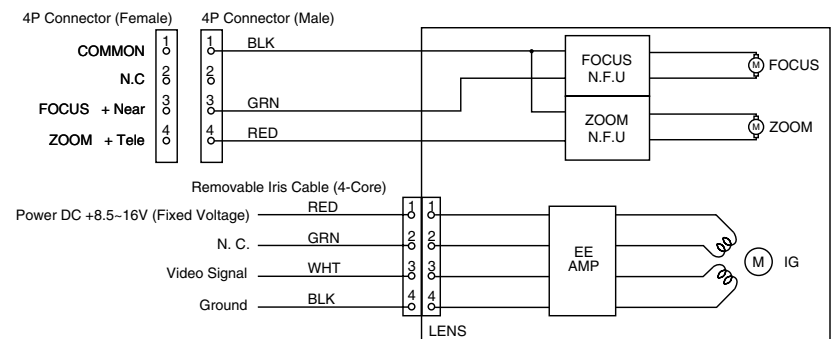 4P Connector (Female) 4P Connector (Male)
COMMON 1 1 BLK
N.C 2 2
FOCUS + Near 3 3 GRN
ZOOM + Tele 4 4 RED
FOCUS
N.F.U
M FOCUS
ZOOM
N.F.U
M ZOOM
Removable Iris Cable (4-Core)
Power DC +8.5~16V (Fixed Voltage) RED 1 1
N. C. GRN 2 2
Video Signal WHT 3 3
Ground BLK 4 4
EE
AMP
M IG
LENS